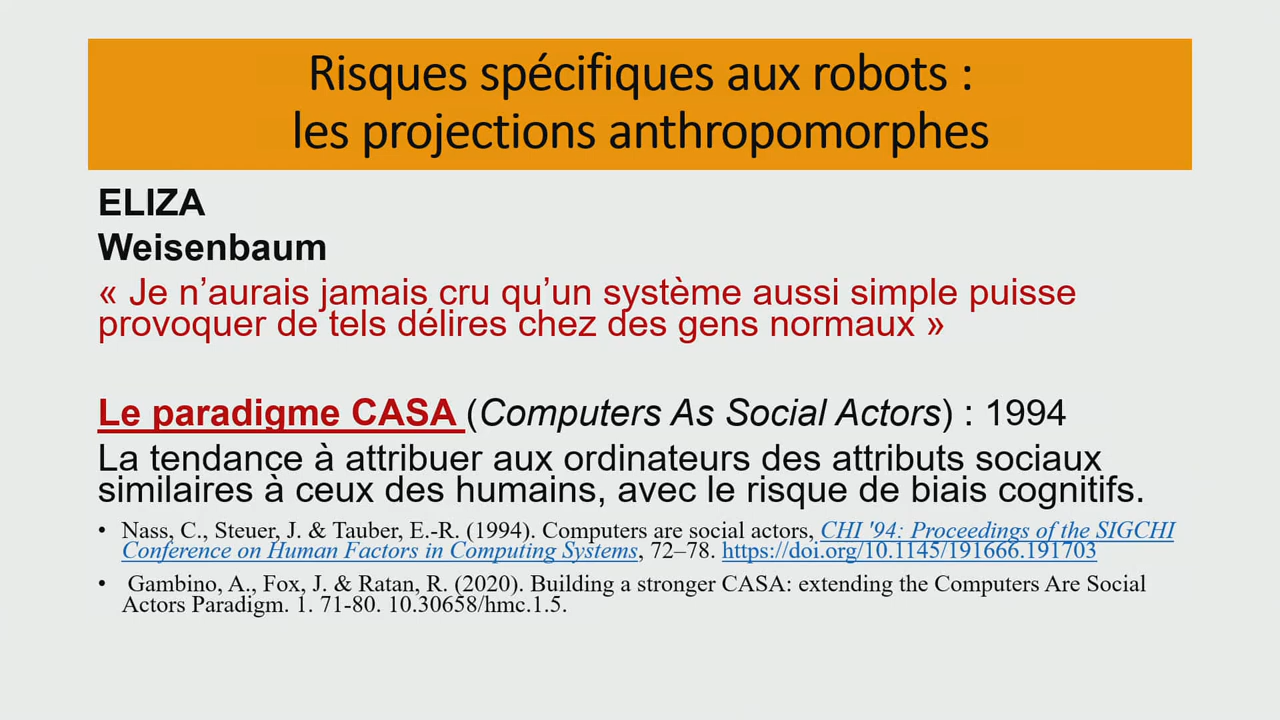 Risques spécifiques aux robots :
les projections anthropomorphes
ELIZA
Weisenbaum
« Je n’aurais jamais cru qu’un système aussi simple puisse
provoquer de tels délires chez des gens normaux »
Le paradigme CASA (Computers As Social Actors) : 1994
La tendance à attribuer aux ordinateurs des attributs sociaux
similaires à ceux des humains, avec le risque de biais cognitifs.
• Nass, C., Steuer, J. & Tauber, E.-R. (1994). Computers are social actors, CHI '94: Proceedings of the SIGCHI
Conference on Human Factors in Computing Systems, 72–78. https://doi.org/10.1145/191666.191703
• Gambino, A., Fox, J. & Ratan, R. (2020). Building a stronger CASA: extending the Computers Are Social
Actors Paradigm. 1. 71-80. 10.30658/hmc.1.5.